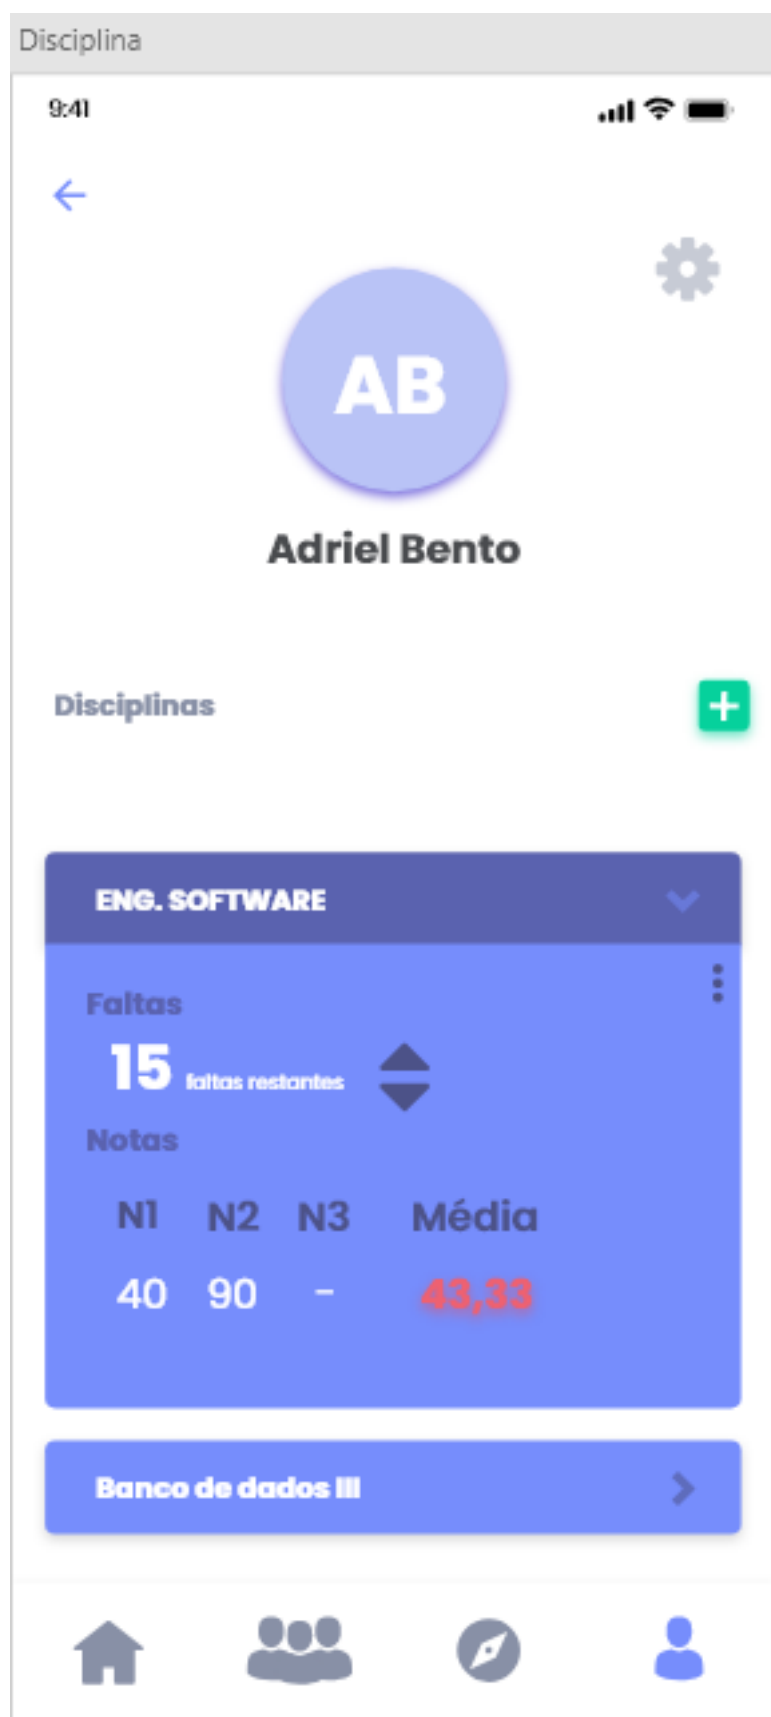 Disciplina
9:41
AB
Adriel Bento
Disciplinas
ENG. SOFTWARE
Faltas
15 faltas restantes
Notas
N1 N2 N3 Média
40 90 - 43,33
Banco de dados III